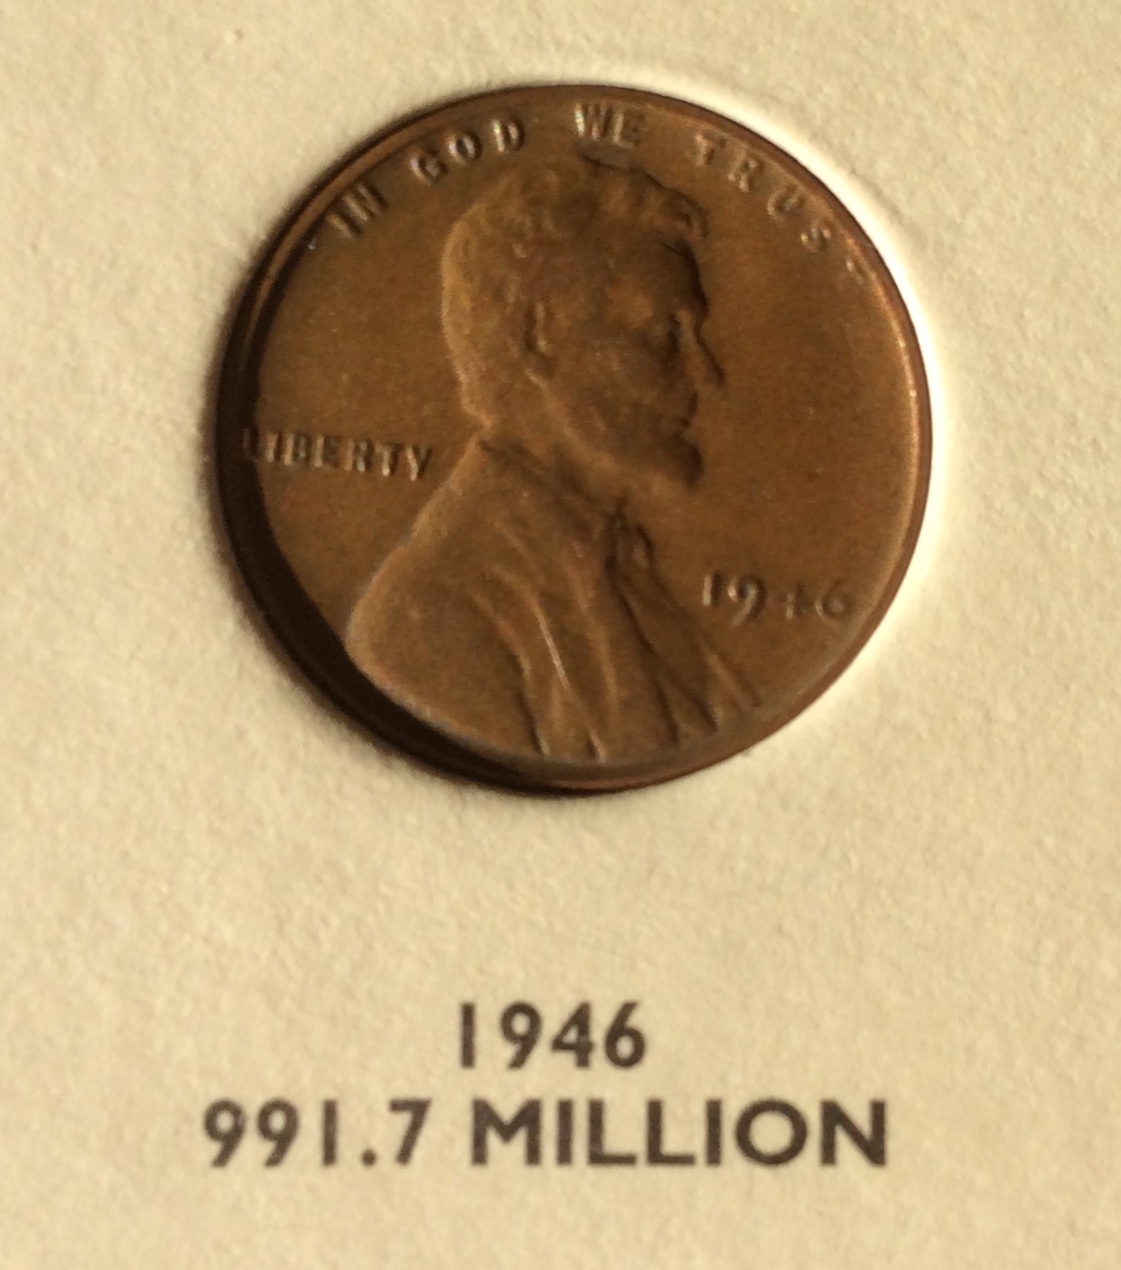 IN GOD WE TRUST
LIBERTY
1946
1946
991.7 MILLION